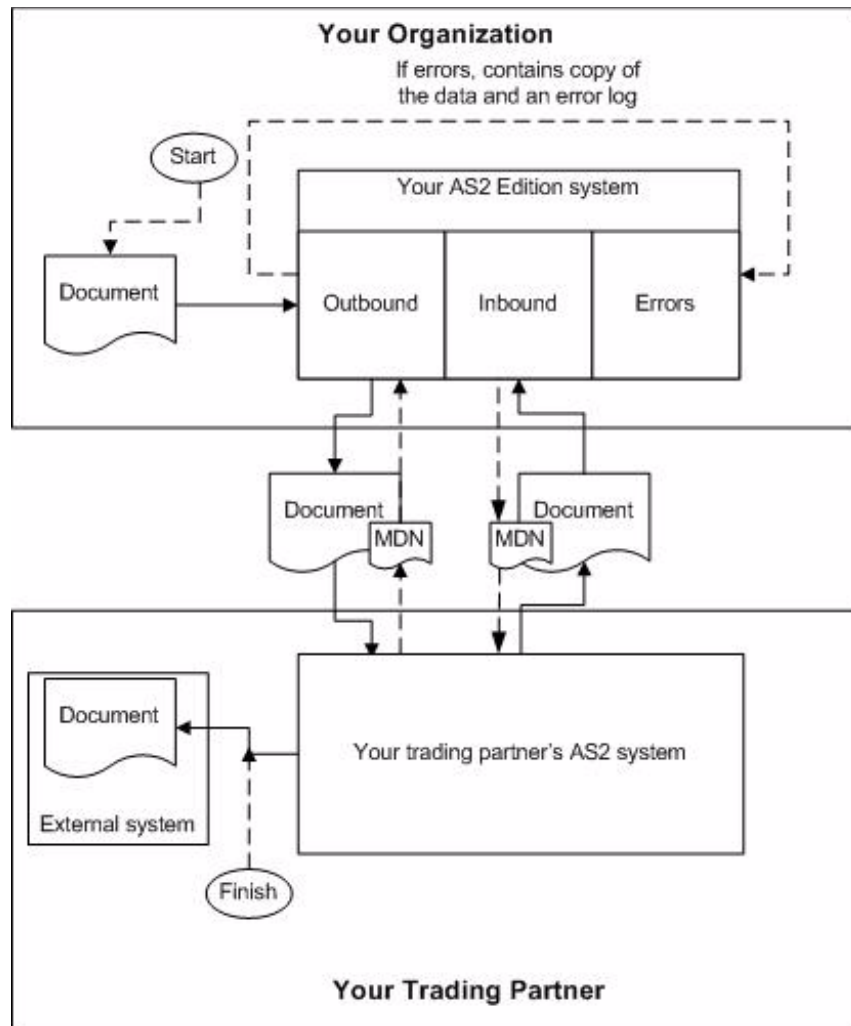 Your Organization
If errors, contains copy of
the data and an error log
Start
Your AS2 Edition system
Document
Outbound
Inbound
Errors
Document
MDN
MDN
Document
Document
Your trading partner's AS2 system
External system
Finish
Your Trading Partner